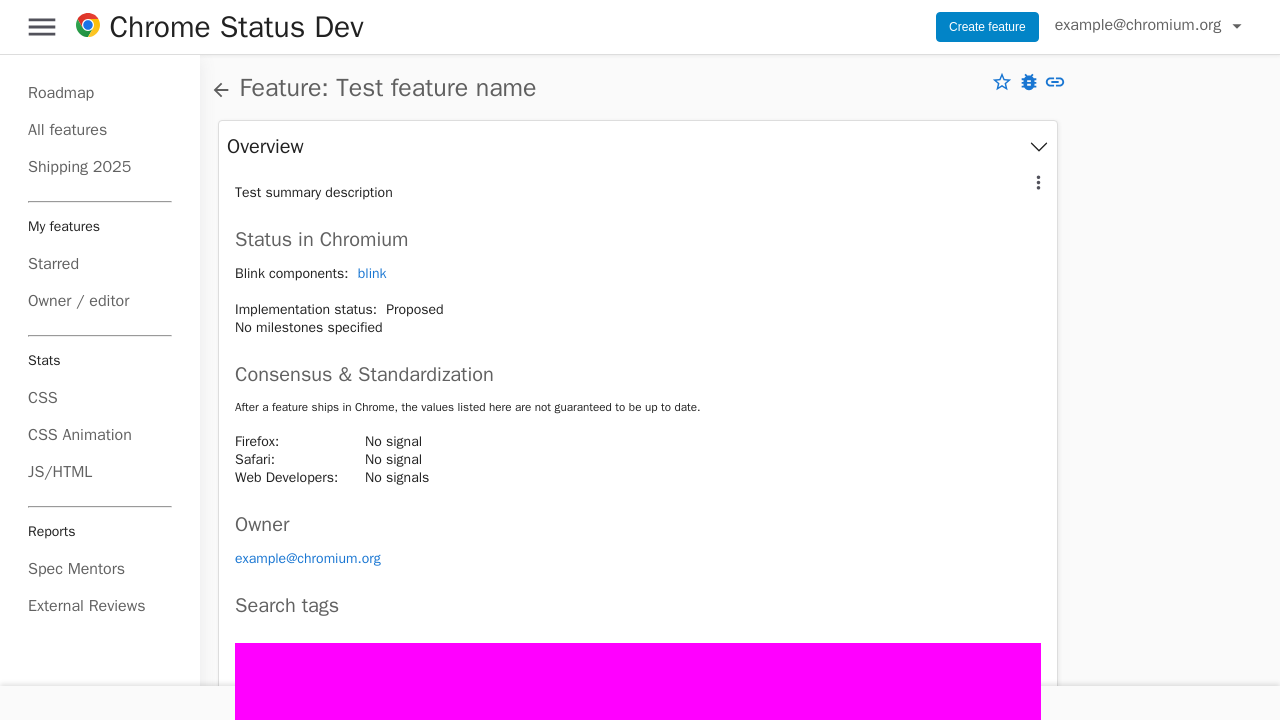 Chrome Status Dev
Create feature
example@chromium.org
Roadmap
All features
Shipping 2025
My features
Starred
Owner / editor
Stats
CSS
CSS Animation
JS/HTML
Reports
Spec Mentors
External Reviews
Feature: Test feature name
Overview
Test summary description
Status in Chromium
Blink components: blink
Implementation status: Proposed
No milestones specified
Consensus & Standardization
After a feature ships in Chrome, the values listed here are not guaranteed to be up to date.
Firefox: No signal
Safari: No signal
Web Developers: No signals
Owner
example@chromium.org
Search tags